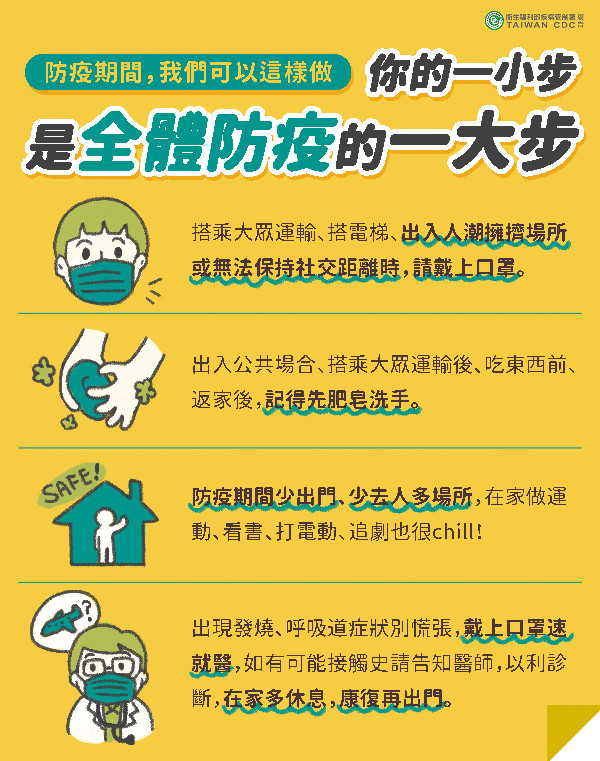 衛生福利部疾病管制署 廣告
TAIWAN CDC
防疫期間，我們可以這樣做
你的一小步
是全體防疫的一大步
搭乘大眾運輸、搭電梯、出入人潮擁擠場所
或無法保持社交距離時，請戴上口罩。
出入公共場合、搭乘大眾運輸後、吃東西前、
返家後，記得先肥皂洗手。
SAFE!
防疫期間少出門、少去人多場所，在家做運
動、看書、打電動、追劇也很chill！
?
出現發燒、呼吸道症狀別慌張，戴上口罩速
就醫，如有可能接觸史請告知醫師，以利診
斷，在家多休息，康復再出門。